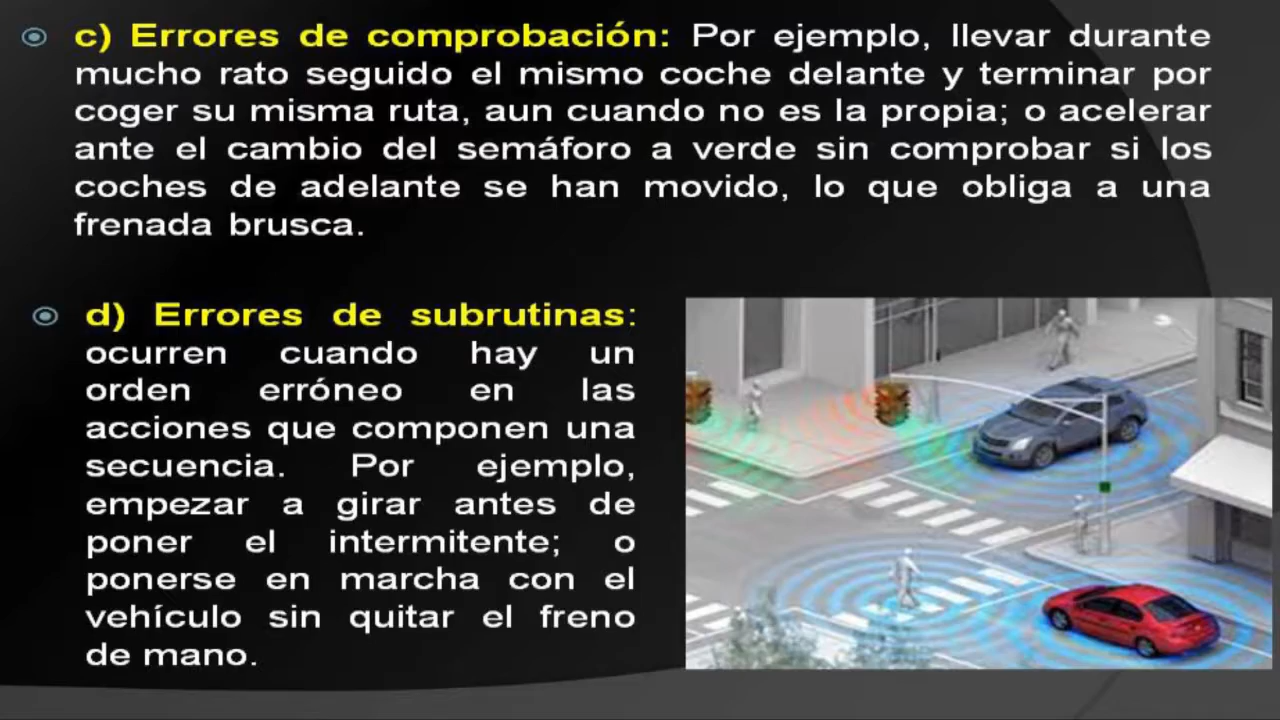 c) Errores de comprobación: Por ejemplo, llevar durante
mucho rato seguido el mismo coche delante y terminar por
coger su misma ruta, aun cuando no es la propia; o acelerar
ante el cambio del semáforo a verde sin comprobar si los
coches de adelante se han movido, lo que obliga a una
frenada brusca.
d) Errores de subrutinas:
ocurren cuando hay un
orden erróneo en las
acciones que componen una
secuencia. Por ejemplo,
empezar a girar antes de
poner el intermitente; o
ponerse en marcha con el
vehículo sin quitar el freno
de mano.